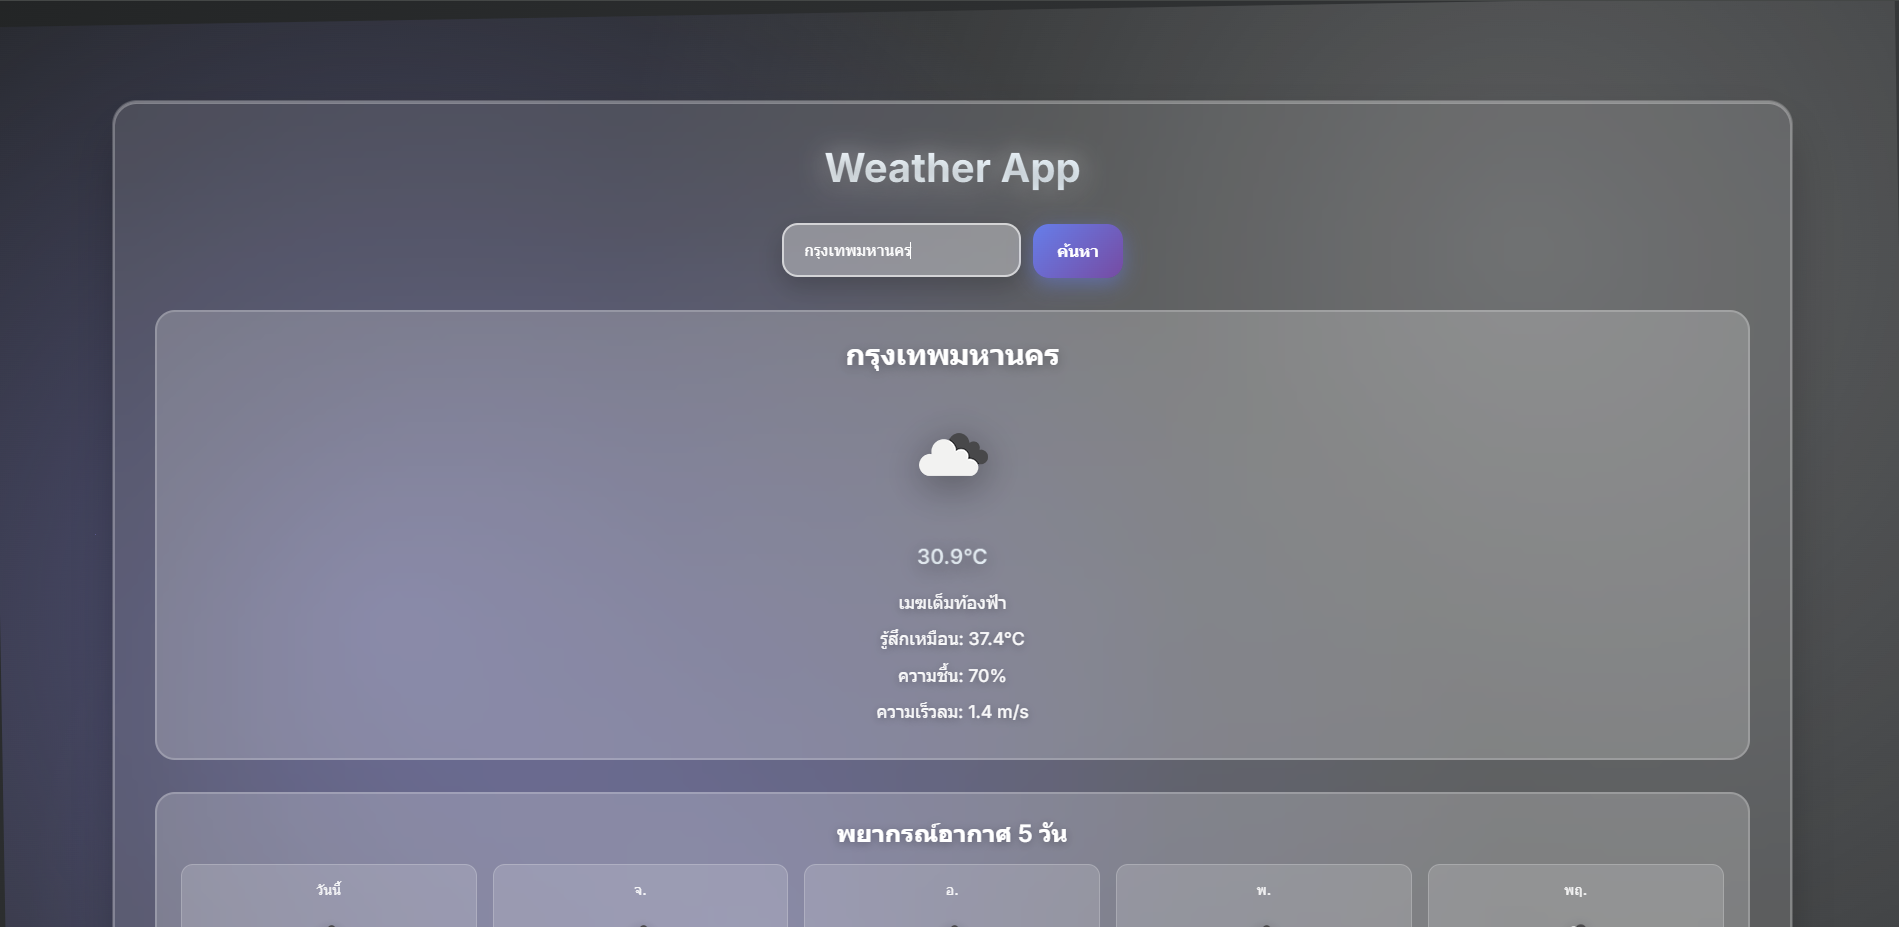 Weather App
กรุงเทพมหานคร
ค้นหา
กรุงเทพมหานคร
30.9°C
เมฆเต็มท้องฟ้า
รู้สึกเหมือน: 37.4°C
ความชื้น: 70%
ความเร็วลม: 1.4 m/s
พยากรณ์อากาศ 5 วัน
วันนี้
จ.
อ.
พ.
พฤ.